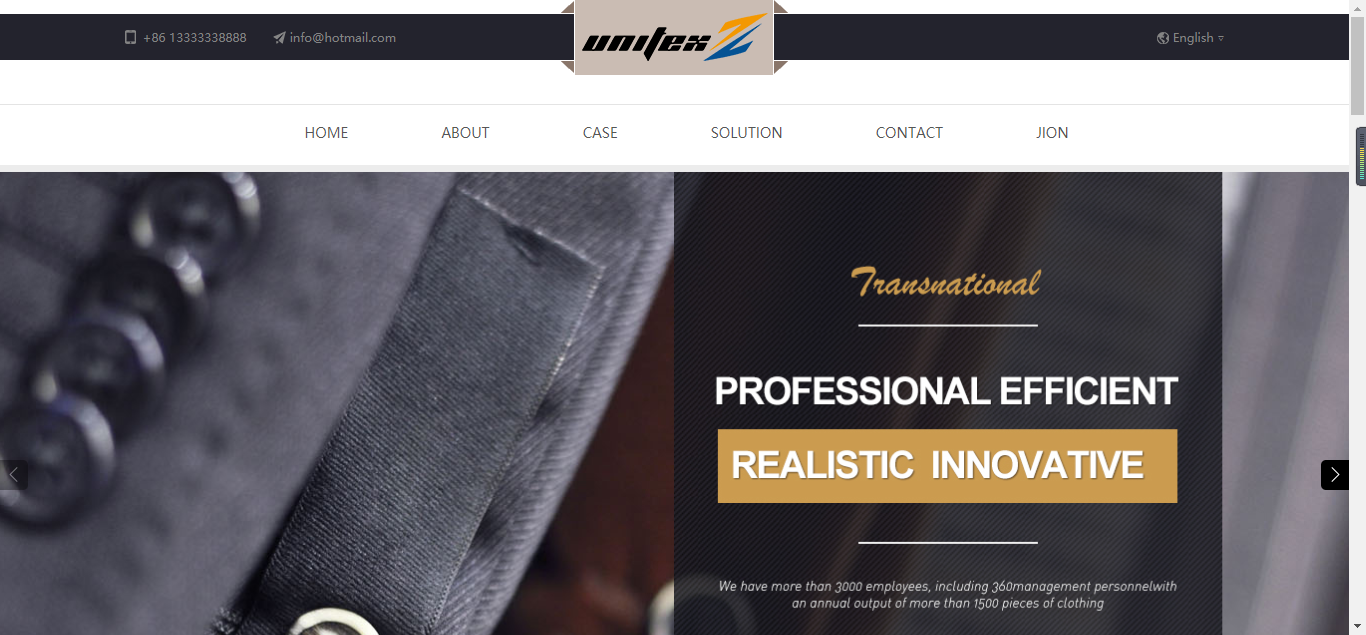 +86 13333338888
info@hotmail.com
unitex
English
HOME
ABOUT
CASE
SOLUTION
CONTACT
JION
Transnational
PROFESSIONAL EFFICIENT
REALISTIC INNOVATIVE
We have more than 3000 employees, including 360management personnelwith
an annual output of more than 1500 pieces of clothing